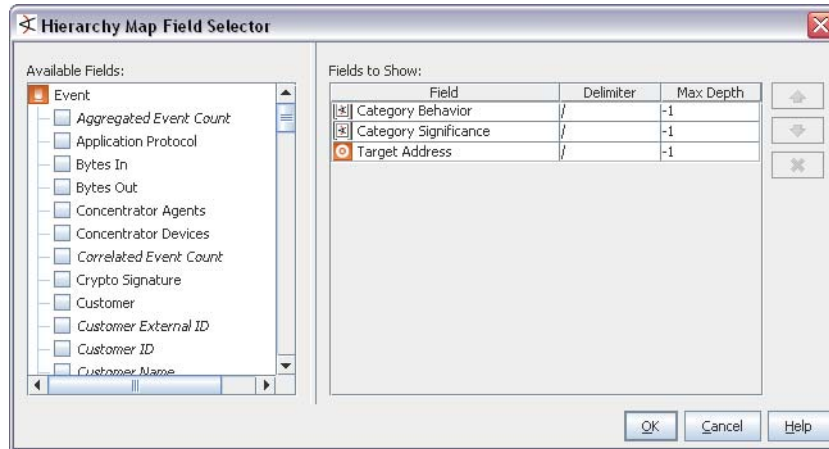 Hierarchy Map Field Selector
Available Fields:
Event
Aggregated Event Count
Application Protocol
Bytes In
Bytes Out
Concentrator Agents
Concentrator Devices
Correlated Event Count
Crypto Signature
Customer
Customer External ID
Customer ID
Customer Name
Fields to Show:
Field Delimiter Max Depth
Category Behavior / -1
Category Significance / -1
Target Address / -1
OK Cancel Help